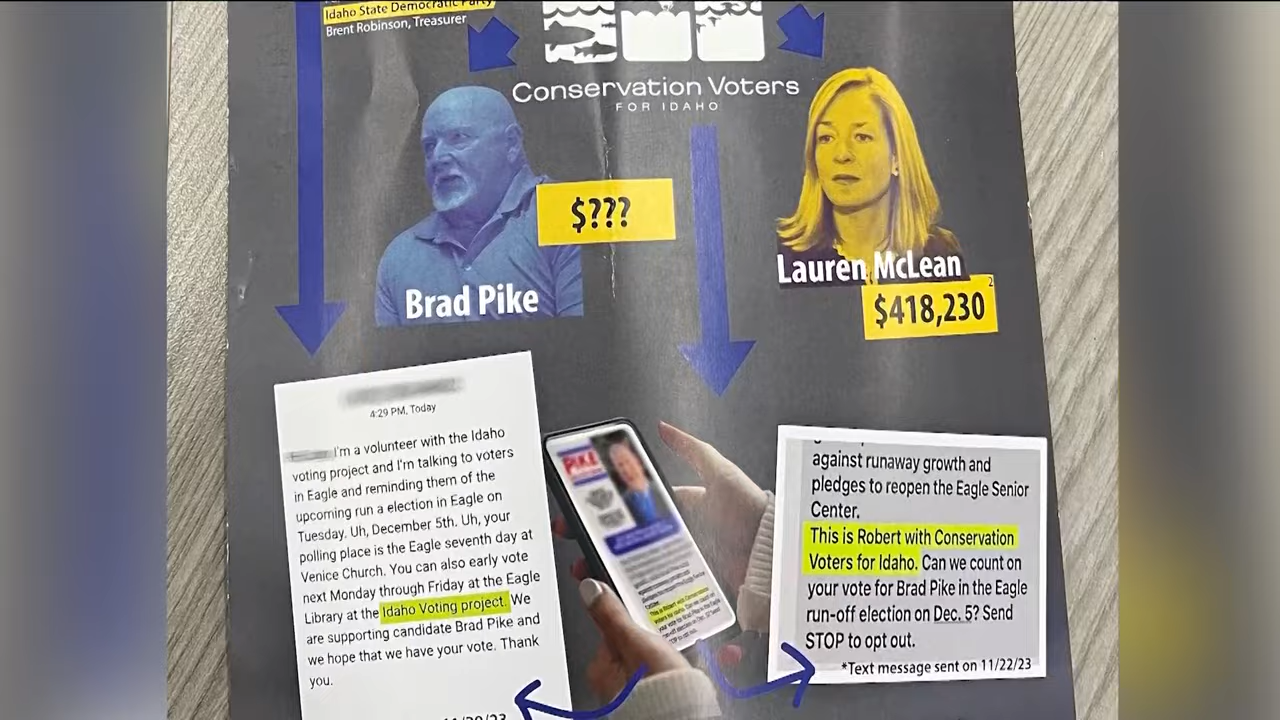 Idaho State Democratic Party
Brent Robinson, Treasurer
Conservation Voters
FOR IDAHO
$???
Brad Pike
Lauren McLean
$418,230
2
4:29 PM, Today
I'm a volunteer with the Idaho
voting project and I'm talking to voters
in Eagle and reminding them of the
upcoming run a election in Eagle on
Tuesday. Uh, December 5th. Uh, your
polling place is the Eagle seventh day at
Venice Church. You can also early vote
next Monday through Friday at the Eagle
Library at the Idaho Voting project. We
are supporting candidate Brad Pike and
we hope that we have your vote. Thank
you.
PIKE
This is Robert with Conservation
against runaway growth and
pledges to reopen the Eagle Senior
Center.
This is Robert with Conservation
Voters for Idaho. Can we count on
your vote for Brad Pike in the Eagle
run-off election on Dec. 5? Send
STOP to opt out.
*Text message sent on 11/22/23